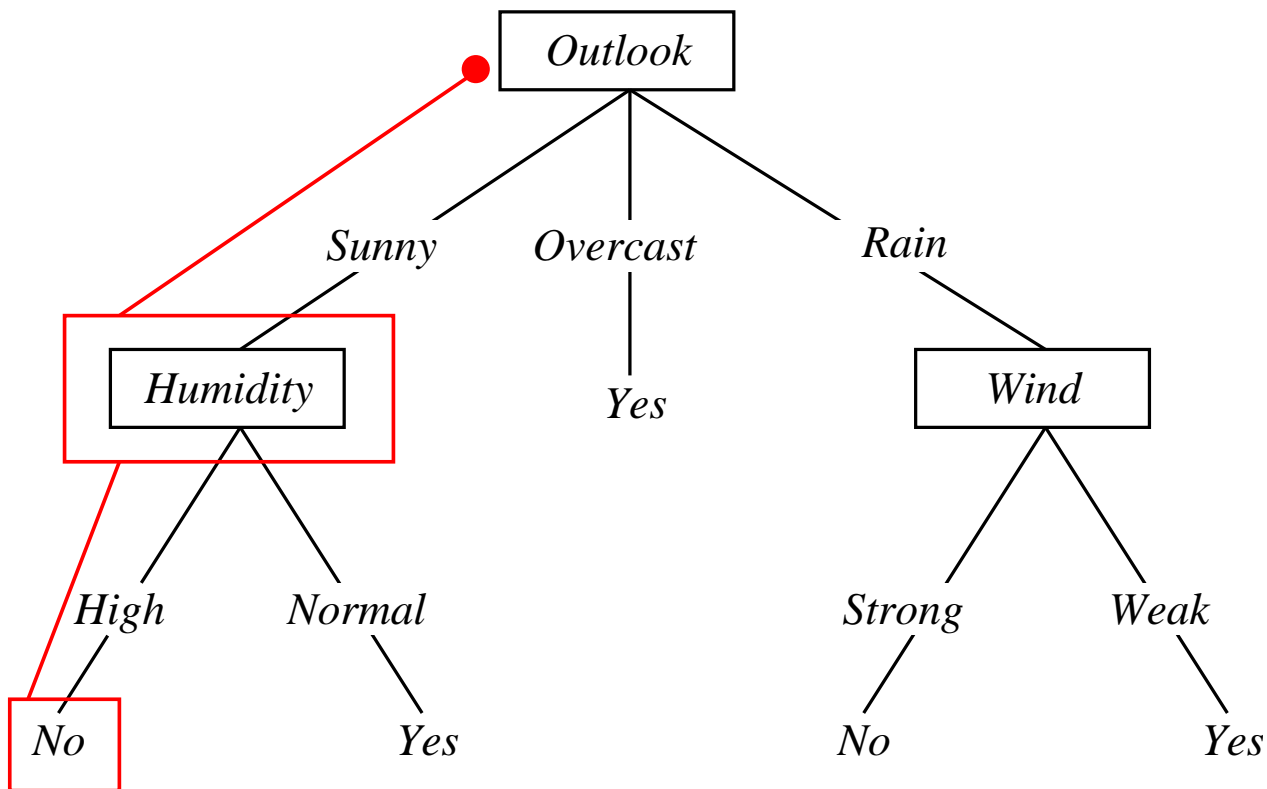 Outlook
Sunny Overcast Rain
Humidity Yes Wind
High Normal Strong Weak
No Yes No Yes